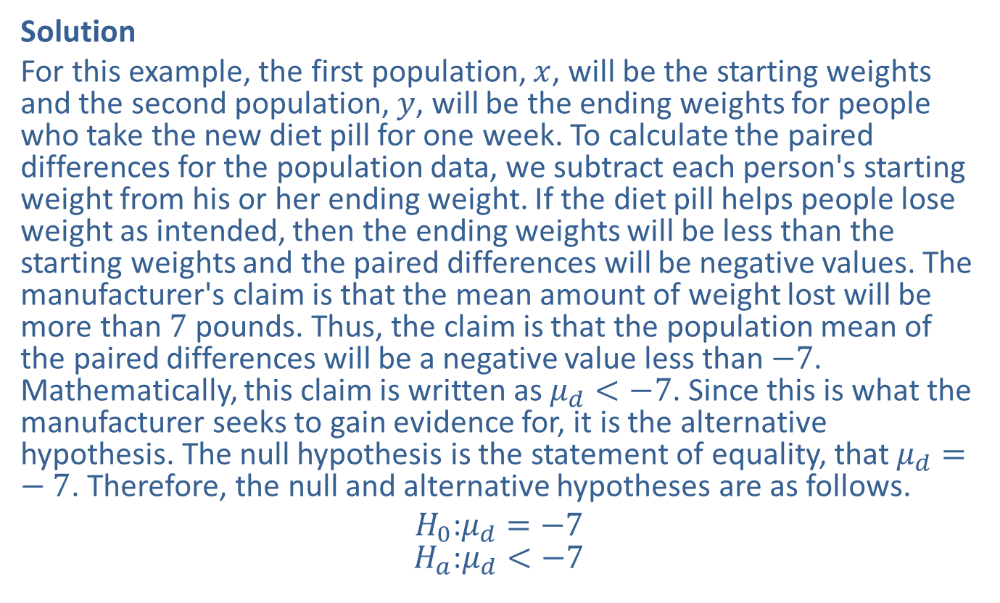 Solution
For this example, the first population, x, will be the starting weights
and the second population, y, will be the ending weights for people
who take the new diet pill for one week. To calculate the paired
differences for the population data, we subtract each person's starting
weight from his or her ending weight. If the diet pill helps people lose
weight as intended, then the ending weights will be less than the
starting weights and the paired differences will be negative values. The
manufacturer's claim is that the mean amount of weight lost will be
more than 7 pounds. Thus, the claim is that the population mean of
the paired differences will be a negative value less than −7.
Mathematically, this claim is written as μ_d < −7. Since this is what the
manufacturer seeks to gain evidence for, it is the alternative
hypothesis. The null hypothesis is the statement of equality, that μ_d =
− 7. Therefore, the null and alternative hypotheses are as follows.
H₀:μ_d = −7
Hₐ:μ_d < −7